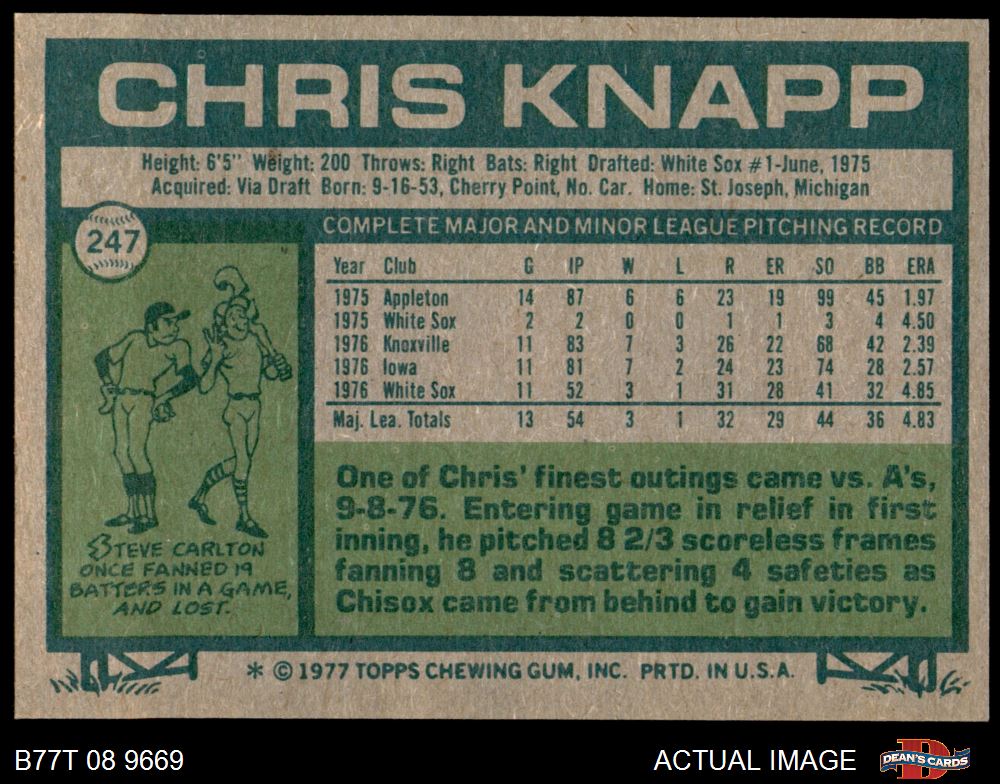 CHRIS KNAPP
Height: 6'5" Weight: 200 Throws: Right Bats: Right Drafted: White Sox #1-June, 1975
Acquired: Via Draft Born: 9-16-53, Cherry Point, No. Car. Home: St. Joseph, Michigan
247
COMPLETE MAJOR AND MINOR LEAGUE PITCHING RECORD
Year Club G IP W L R ER SO BB ERA
1975 Appleton 14 87 6 6 23 19 99 45 1.97
1975 White Sox 2 2 0 0 1 1 3 4 4.50
1976 Knoxville 11 83 7 3 26 22 68 42 2.39
1976 Iowa 11 81 7 2 24 23 74 28 2.57
1976 White Sox 11 52 3 1 31 28 41 32 4.85
Maj. Lea. Totals 13 54 3 1 32 29 44 36 4.83
STEVE CARLTON
ONCE FANNED 19
BATTERS IN A GAME,
AND LOST.
One of Chris' finest outings came vs. A's,
9-8-76. Entering game in relief in first
inning, he pitched 8 2/3 scoreless frames
fanning 8 and scattering 4 safeties as
Chisox came from behind to gain victory.
* © 1977 TOPPS CHEWING GUM, INC. PRTD. IN U.S.A.
B77T 08 9669
ACTUAL IMAGE
DEAN'S CARDS